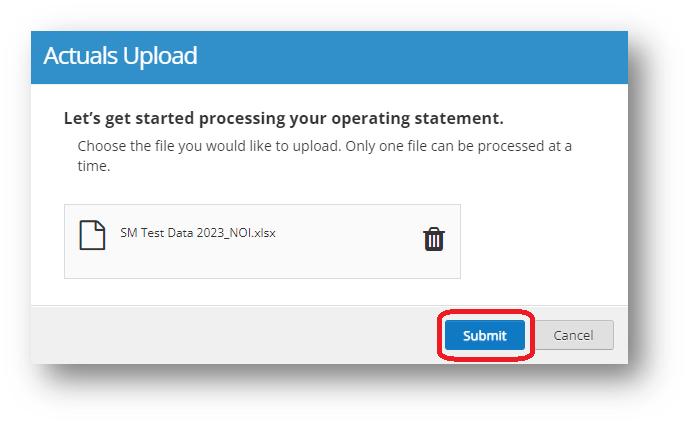 Actuals Upload
Let’s get started processing your operating statement.
Choose the file you would like to upload. Only one file can be processed at a
time.
SM Test Data 2023_NOI.xlsx
Submit
Cancel